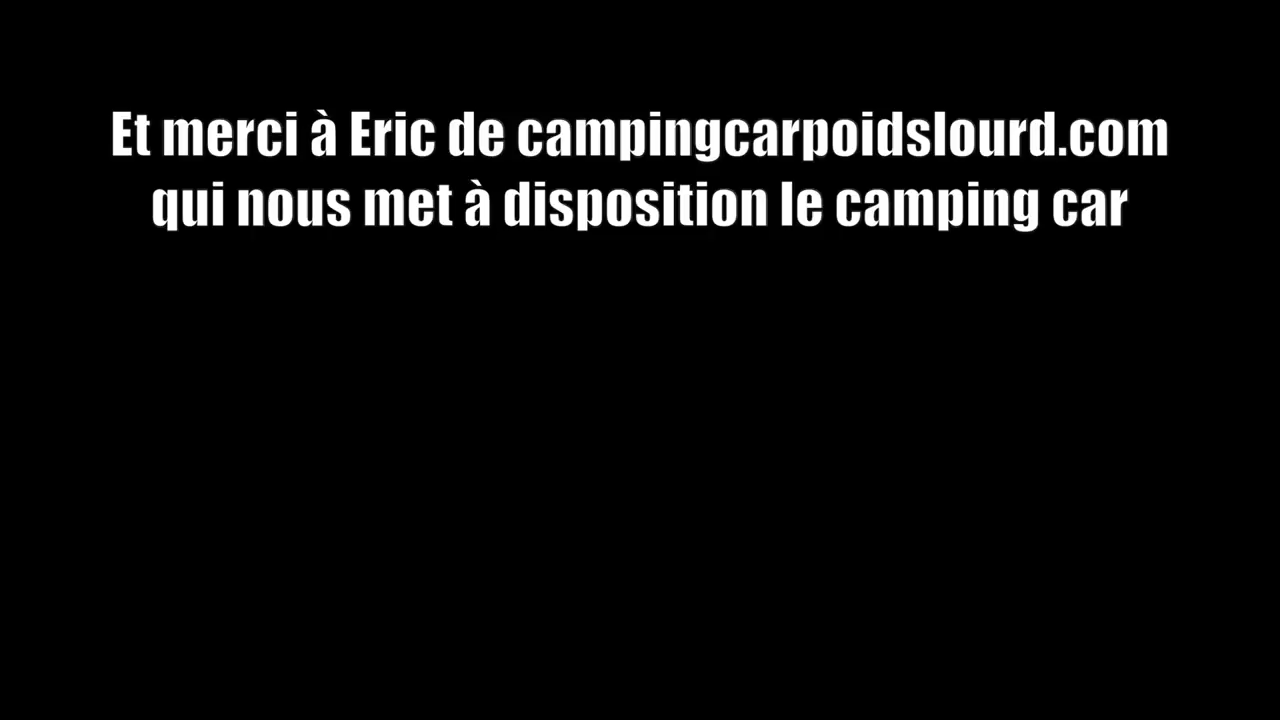 Et merci à Eric de campingcarpoidslourd.com
qui nous met à disposition le camping car